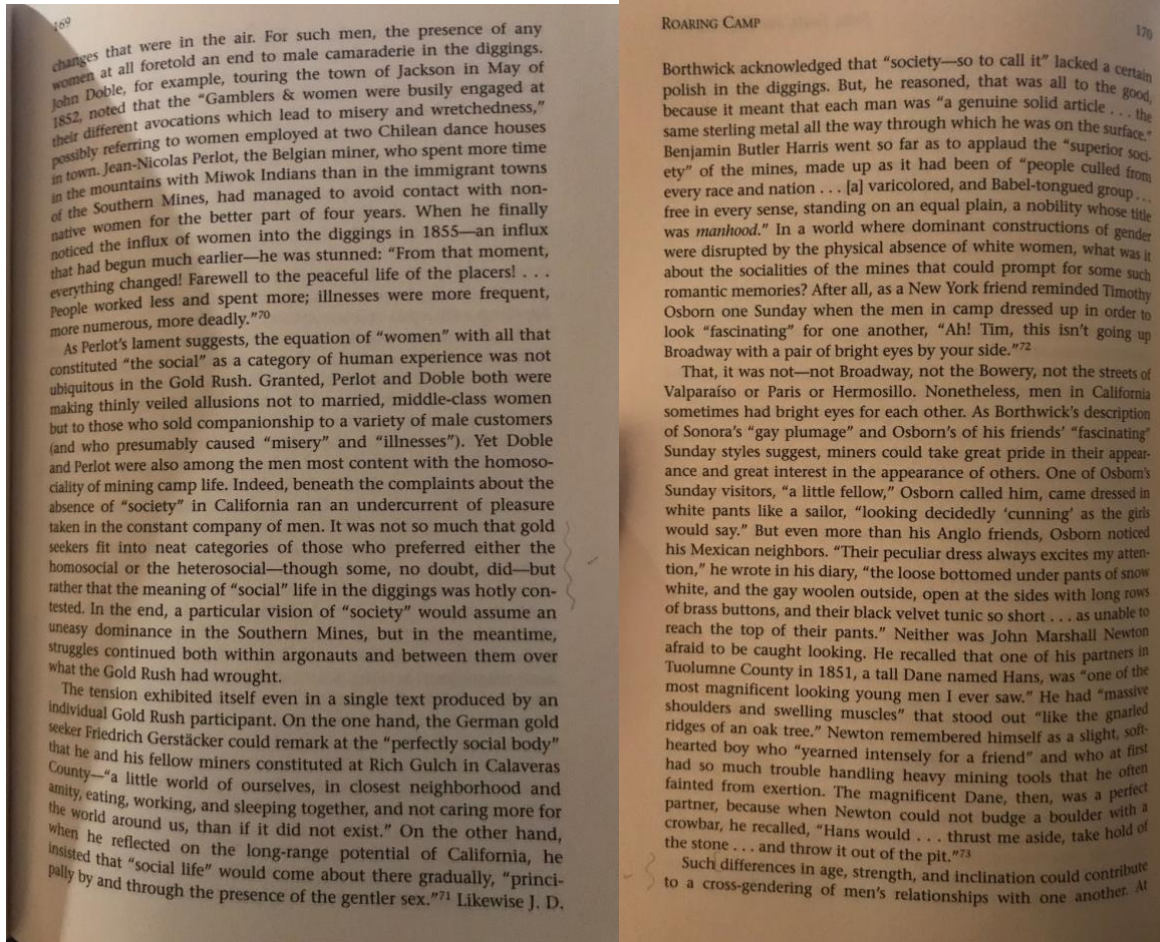 169
changes that were in the air. For such men, the presence of any
women at all foretold an end to male camaraderie in the diggings.
John Doble, for example, touring the town of Jackson in May of
1852, noted that the “Gamblers & women were busily engaged at
their different avocations which lead to misery and wretchedness,”
possibly referring to women employed at two Chilean dance houses
in town. Jean-Nicolas Perlot, the Belgian miner, who spent more time
in the mountains with Miwok Indians than in the immigrant towns
of the Southern Mines, had managed to avoid contact with non-
native women for the better part of four years. When he finally
noticed the influx of women into the diggings in 1855—an influx
that had begun much earlier—he was stunned: “From that moment,
everything changed! Farewell to the peaceful life of the placers! . . .
People worked less and spent more; illnesses were more frequent,
more numerous, more deadly.”70
As Perlot’s lament suggests, the equation of “women” with all that
constituted “the social” as a category of human experience was not
ubiquitous in the Gold Rush. Granted, Perlot and Doble both were
making thinly veiled allusions not to married, middle-class women
but to those who sold companionship to a variety of male customers
(and who presumably caused “misery” and “illnesses”). Yet Doble
and Perlot were also among the men most content with the homoso-
ciality of mining camp life. Indeed, beneath the complaints about the
absence of “society” in California ran an undercurrent of pleasure
taken in the constant company of men. It was not so much that gold
seekers fit into neat categories of those who preferred either the
homosocial or the heterosocial—though some, no doubt, did—but
rather that the meaning of “social” life in the diggings was hotly con-
tested. In the end, a particular vision of “society” would assume an
uneasy dominance in the Southern Mines, but in the meantime,
struggles continued both within argonauts and between them over
what the Gold Rush had wrought.
The tension exhibited itself even in a single text produced by an
individual Gold Rush participant. On the one hand, the German gold
seeker Friedrich Gerstäcker could remark at the “perfectly social body”
that he and his fellow miners constituted at Rich Gulch in Calaveras
County—“a little world of ourselves, in closest neighborhood and
amity, eating, working, and sleeping together, and not caring more for
the world around us, than if it did not exist.” On the other hand,
when he reflected on the long-range potential of California, he
insisted that “social life” would come about there gradually, “princi-
pally by and through the presence of the gentler sex.”71 Likewise J. D.
ROARING CAMP
170
Borthwick acknowledged that “society—so to call it” lacked a certain
polish in the diggings. But, he reasoned, that was all to the good,
because it meant that each man was “a genuine solid article . . . the
same sterling metal all the way through which he was on the surface.”
Benjamin Butler Harris went so far as to applaud the “superior soci-
ety” of the mines, made up as it had been of “people culled from
every race and nation . . . [a] varicolored, and Babel-tongued group . . .
free in every sense, standing on an equal plain, a nobility whose title
was manhood.” In a world where dominant constructions of gender
were disrupted by the physical absence of white women, what was it
about the socialities of the mines that could prompt for some such
romantic memories? After all, as a New York friend reminded Timothy
Osborn one Sunday when the men in camp dressed up in order to
look “fascinating” for one another, “Ah! Tim, this isn’t going up
Broadway with a pair of bright eyes by your side.”72
That, it was not—not Broadway, not the Bowery, not the streets of
Valparaíso or Paris or Hermosillo. Nonetheless, men in California
sometimes had bright eyes for each other. As Borthwick’s description
of Sonora’s “gay plumage” and Osborn’s of his friends’ “fascinating”
Sunday styles suggest, miners could take great pride in their appear-
ance and great interest in the appearance of others. One of Osborn’s
Sunday visitors, “a little fellow,” Osborn called him, came dressed in
white pants like a sailor, “looking decidedly ‘cunning’ as the girls
would say.” But even more than his Anglo friends, Osborn noticed
his Mexican neighbors. “Their peculiar dress always excites my atten-
tion,” he wrote in his diary, “the loose bottomed under pants of snow
white, and the gay woolen outside, open at the sides with long rows
of brass buttons, and their black velvet tunic so short . . . as unable to
reach the top of their pants.” Neither was John Marshall Newton
afraid to be caught looking. He recalled that one of his partners in
Tuolumne County in 1851, a tall Dane named Hans, was “one of the
most magnificent looking young men I ever saw.” He had “massive
shoulders and swelling muscles” that stood out “like the gnarled
ridges of an oak tree.” Newton remembered himself as a slight, soft-
hearted boy who “yearned intensely for a friend” and who at first
had so much trouble handling heavy mining tools that he often
fainted from exertion. The magnificent Dane, then, was a perfect
partner, because when Newton could not budge a boulder with a
crowbar, he recalled, “Hans would . . . thrust me aside, take hold of
the stone . . . and throw it out of the pit.”73
Such differences in age, strength, and inclination could contribute
to a cross-gendering of men’s relationships with one another. At